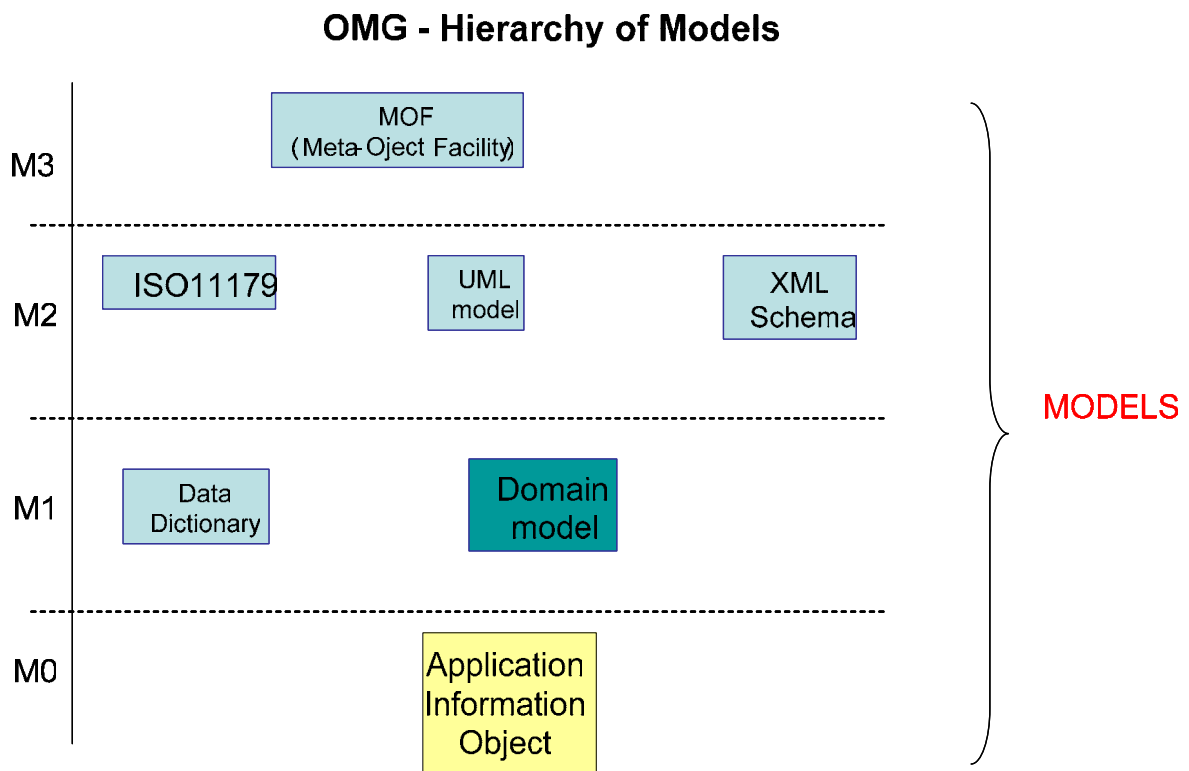 OMG - Hierarchy of Models
MOF
(Meta-Oject Facility)
M3
ISO11179
UML
model
XML
Schema
M2
MODELS
Data
Dictionary
Domain
model
M1
Application
Information
Object
M0